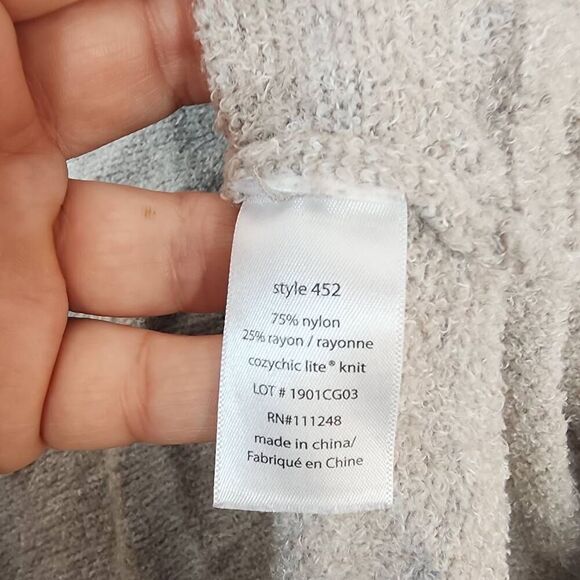 style 452
75% nylon
25% rayon / rayonne
cozychic lite® knit
LOT # 1901CG03
RN#111248
made in china/
Fabriqué en Chine